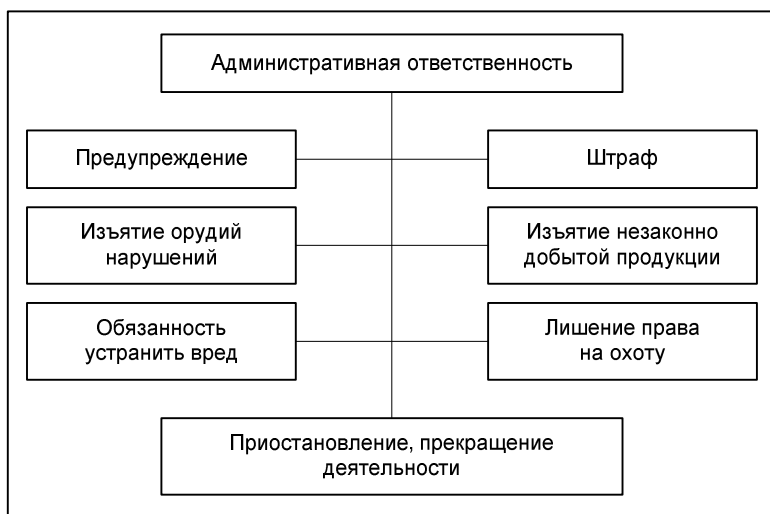 Административная ответственность
Предупреждение
Штраф
Изъятие орудий
нарушений
Изъятие незаконно
добытой продукции
Обязанность
устранить вред
Лишение права
на охоту
Приостановление, прекращение
деятельности